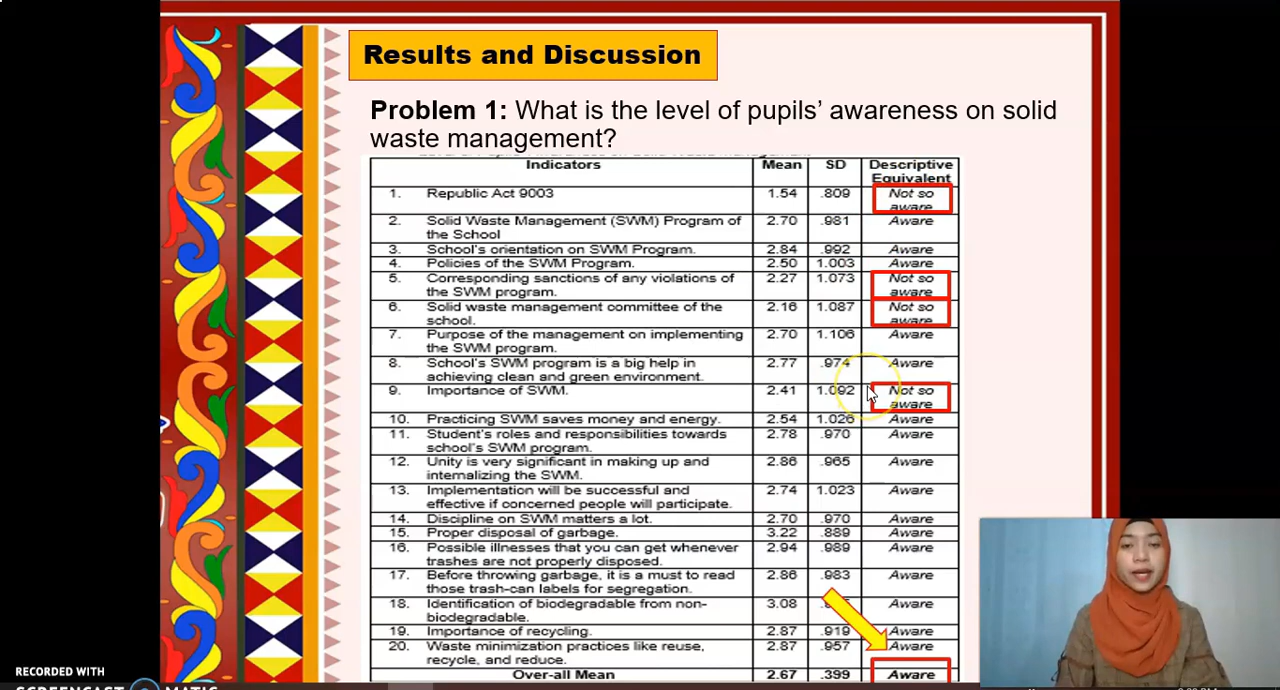 Results and Discussion
Problem 1: What is the level of pupils' awareness on solid
waste management?
Indicators Mean SD Descriptive
Equivalent
1. Republic Act 9003 1.54 .809 Not so
aware
2. Solid Waste Management (SWM) Program of 2.70 .981 Aware
the School
3. School's orientation on SWM Program. 2.84 .992 Aware
4. Policies of the SWM Program. 2.50 1.003 Aware
5. Corresponding sanctions of any violations of 2.27 1.073 Not so
the SWM program. aware
6. Solid waste management committee of the 2.16 1.087 Not so
school. aware
7. Purpose of the management on implementing 2.70 1.106 Aware
the SWM program.
8. School's SWM program is a big help in 2.77 .974 Aware
achieving clean and green environment.
9. Importance of SWM. 2.41 1.092 Not so
aware
10. Practicing SWM saves money and energy. 2.54 1.026 Aware
11. Student's roles and responsibilities towards 2.78 .970 Aware
school's SWM program.
12. Unity is very significant in making up and 2.86 .965 Aware
internalizing the SWM.
13. Implementation will be successful and 2.74 1.023 Aware
effective if concerned people will participate.
14. Discipline on SWM matters a lot. 2.70 .970 Aware
15. Proper disposal of garbage. 3.22 .889 Aware
16. Possible illnesses that you can get whenever 2.94 .989 Aware
trashes are not properly disposed.
17. Before throwing garbage, it is a must to read 2.86 .983 Aware
those trash-can labels for segregation.
18. Identification of biodegradable from non- 3.08 Aware
biodegradable.
19. Importance of recycling. 2.87 .919 Aware
20. Waste minimization practices like reuse, 2.87 .957 Aware
recycle, and reduce.
Over-all Mean 2.67 .399 Aware
RECORDED WITH
SCREENCAST MATIC